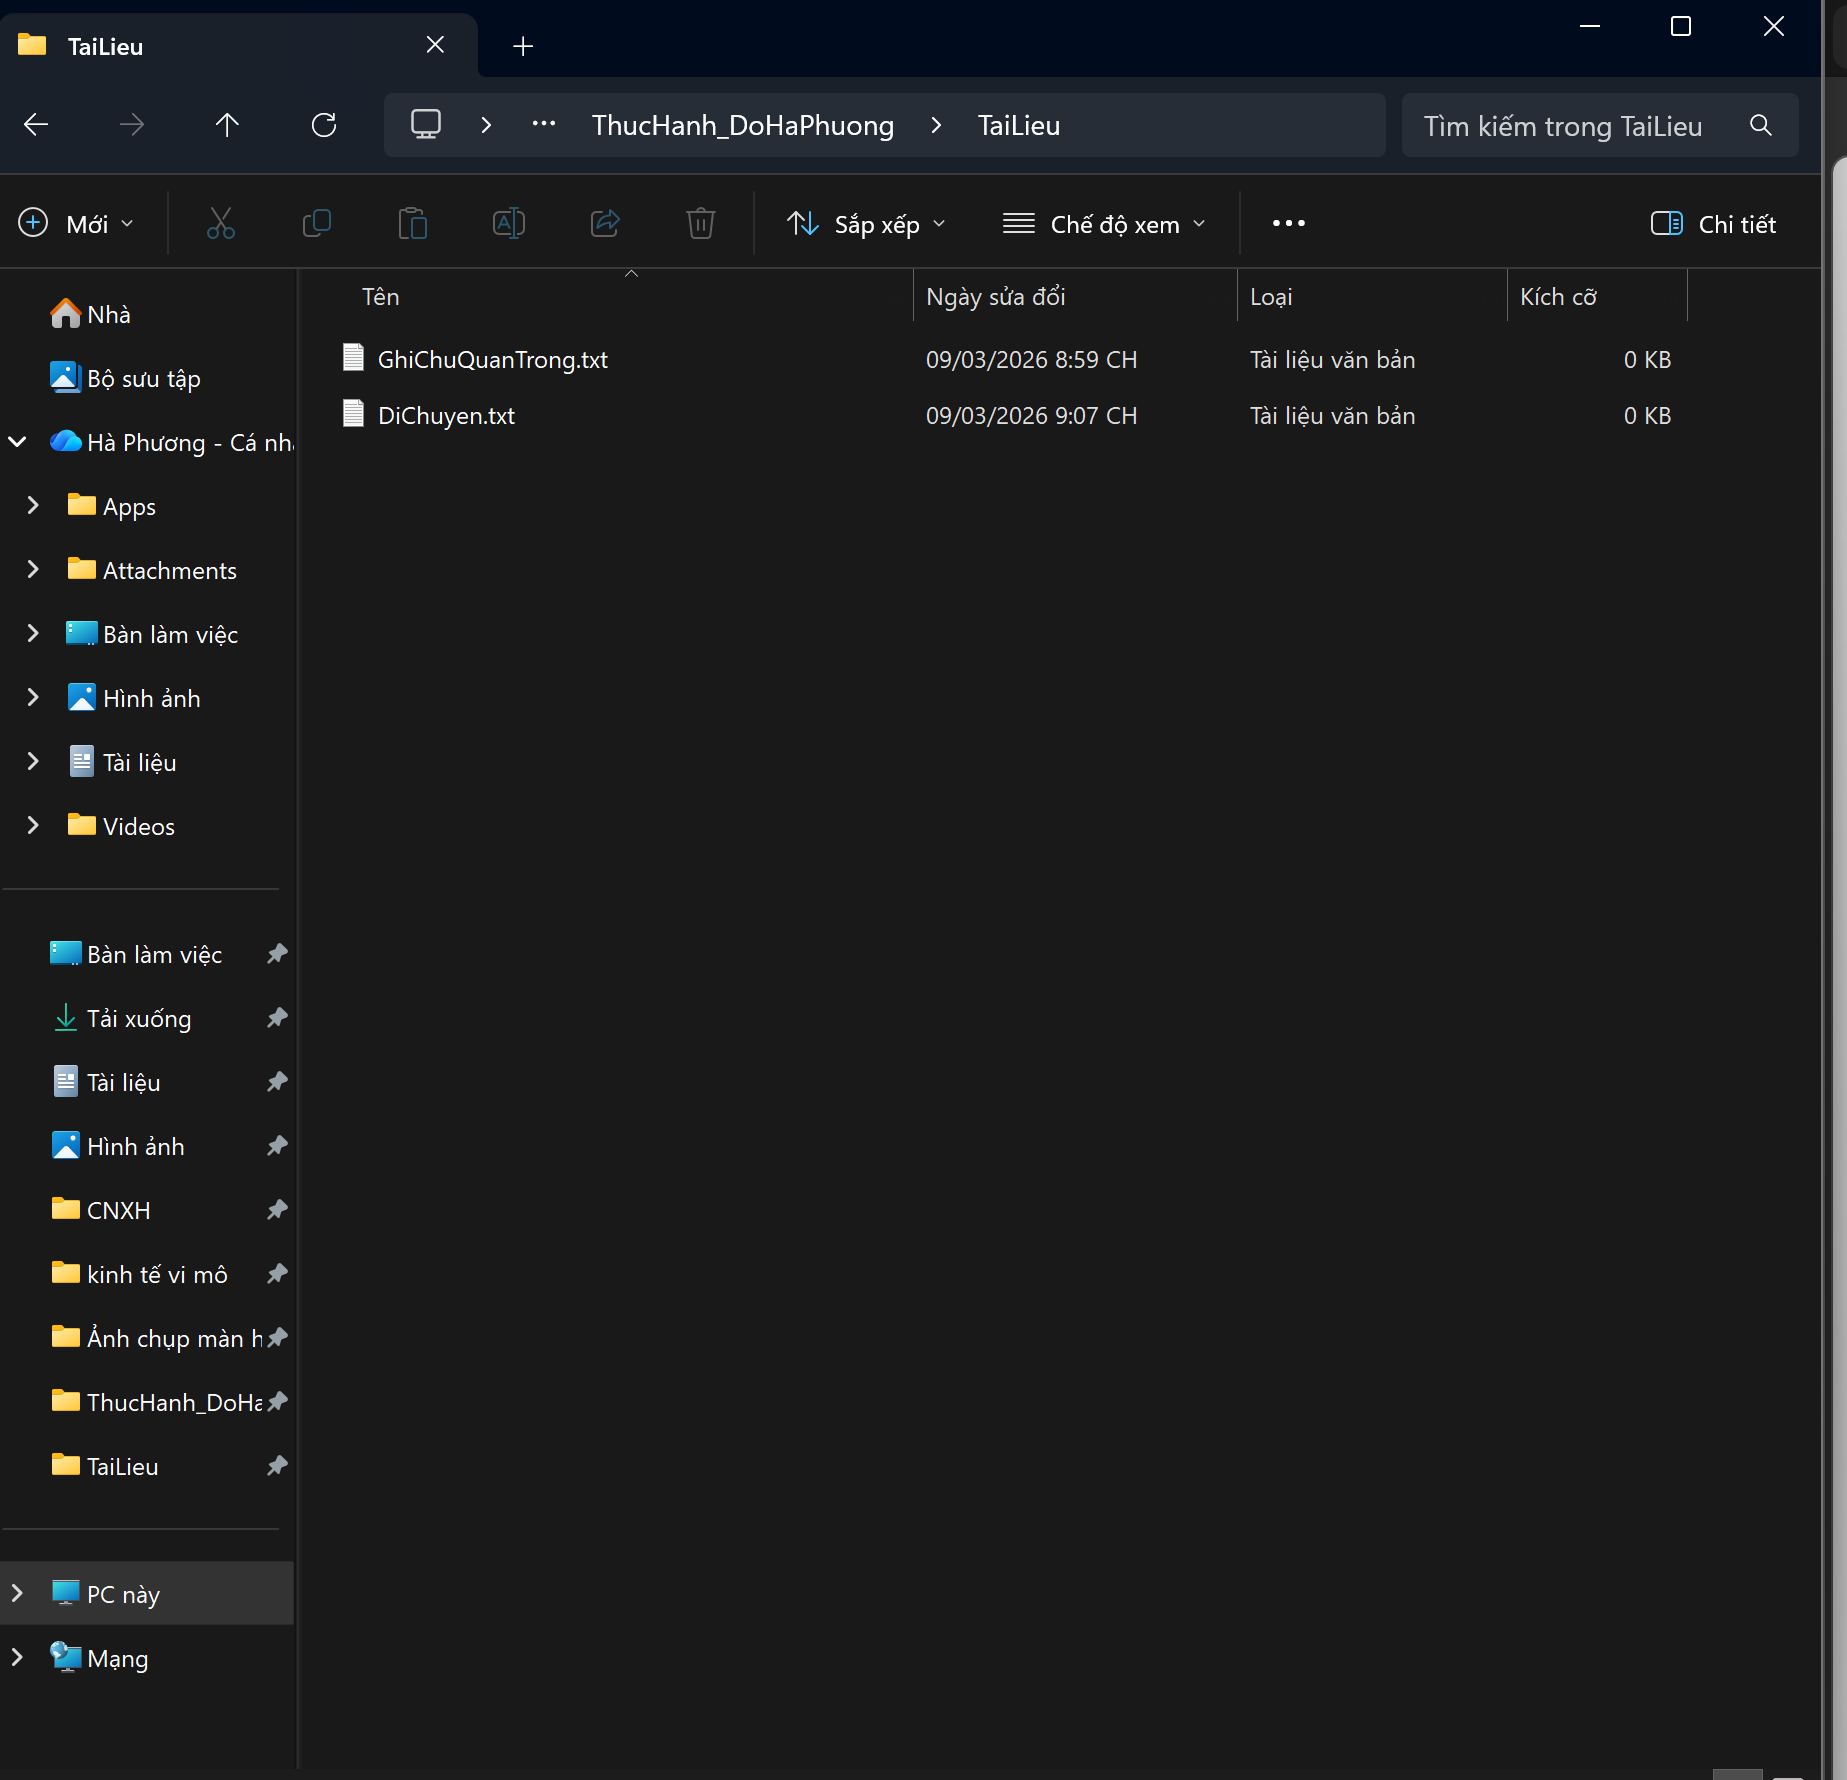 TaiLieu
ThucHanh_DoHaPhuong > TaiLieu
Tìm kiếm trong TaiLieu
Mới
Sắp xếp
Chế độ xem
Chi tiết
Tên
Ngày sửa đổi
Loại
Kích cỡ
GhiChuQuanTrong.txt 09/03/2026 8:59 CH Tài liệu văn bản 0 KB
DiChuyen.txt 09/03/2026 9:07 CH Tài liệu văn bản 0 KB
Nhà
Bộ sưu tập
Hà Phương - Cá nh
Apps
Attachments
Bàn làm việc
Hình ảnh
Tài liệu
Videos
Bàn làm việc
Tải xuống
Tài liệu
Hình ảnh
CNXH
kinh tế vi mô
Ảnh chụp màn h
ThucHanh_DoHa
TaiLieu
PC này
Mạng